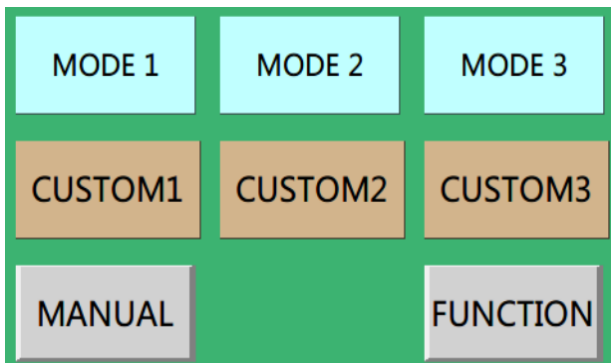 MODE 1 MODE 2 MODE 3
CUSTOM1 CUSTOM2 CUSTOM3
MANUAL FUNCTION